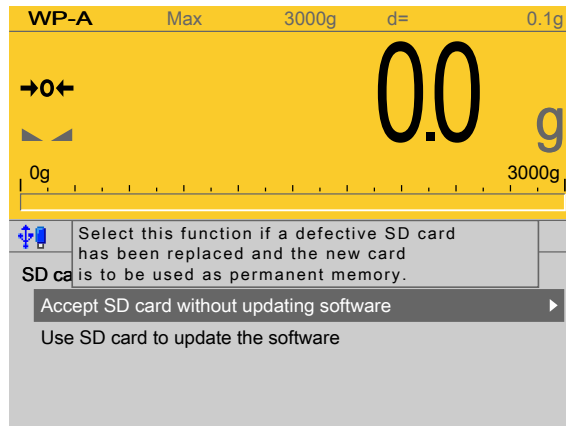 WP-A Max 3000g d= 0.1g
→0←
0.0 g
0g 3000g
Select this function if a defective SD card
has been replaced and the new card
is to be used as permanent memory.
SD ca
Accept SD card without updating software
Use SD card to update the software